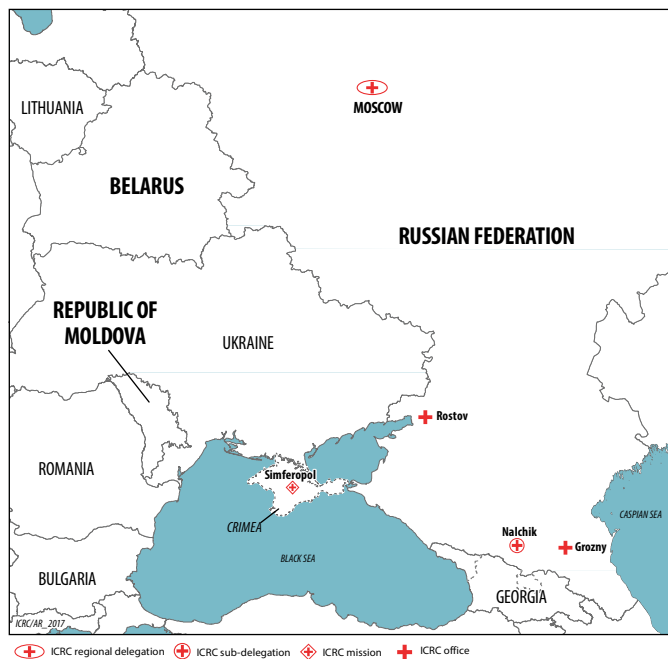 MOSCOW
LITHUANIA
BELARUS
RUSSIAN FEDERATION
REPUBLIC OF
MOLDOVA
UKRAINE
Rostov
ROMANIA
Simferopol
CRIMEA
CASPIAN SEA
Nalchik
Grozny
BLACK SEA
BULGARIA
GEORGIA
ICRC/AR_2017
ICRC regional delegation ICRC sub-delegation ICRC mission ICRC office